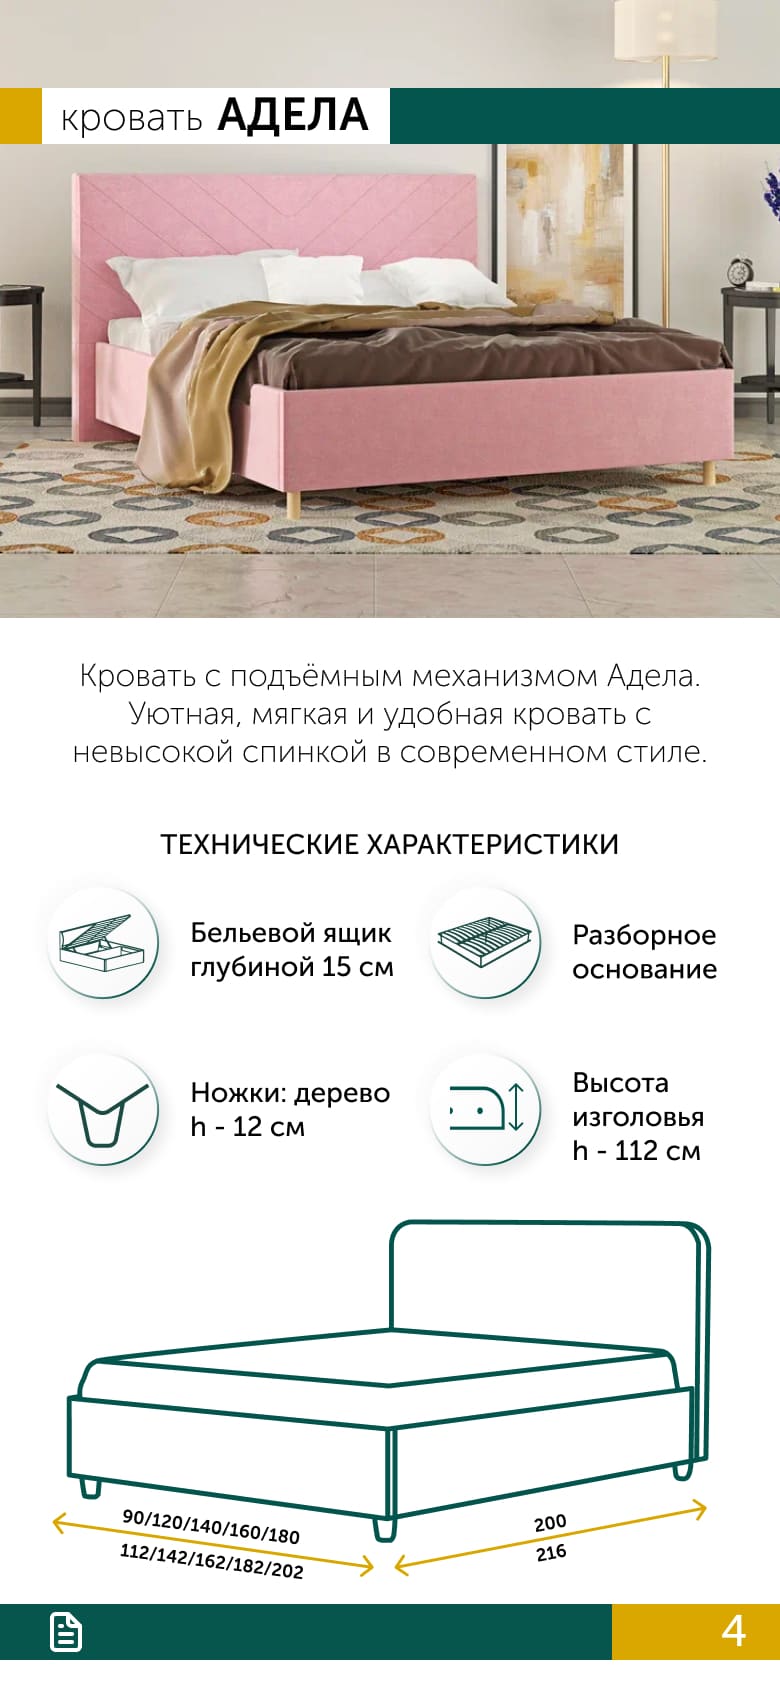 кровать АДЕЛА
Кровать с подъёмным механизмом Адела.
Уютная, мягкая и удобная кровать с
невысокой спинкой в современном стиле.
ТЕХНИЧЕСКИЕ ХАРАКТЕРИСТИКИ
Бельевой ящик
глубиной 15 см
Разборное
основание
Ножки: дерево
h - 12 см
Высота
изголовья
h - 112 см
90/120/140/160/180
112/142/162/182/202
200
216
4